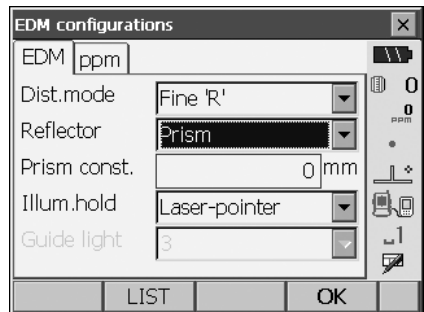 EDM configurations
EDM ppm
Dist.mode Fine 'R'
0
Reflector Prism
0
PPM
Prism const. 0 mm
Illum.hold Laser-pointer
Guide light 3
1
LIST OK